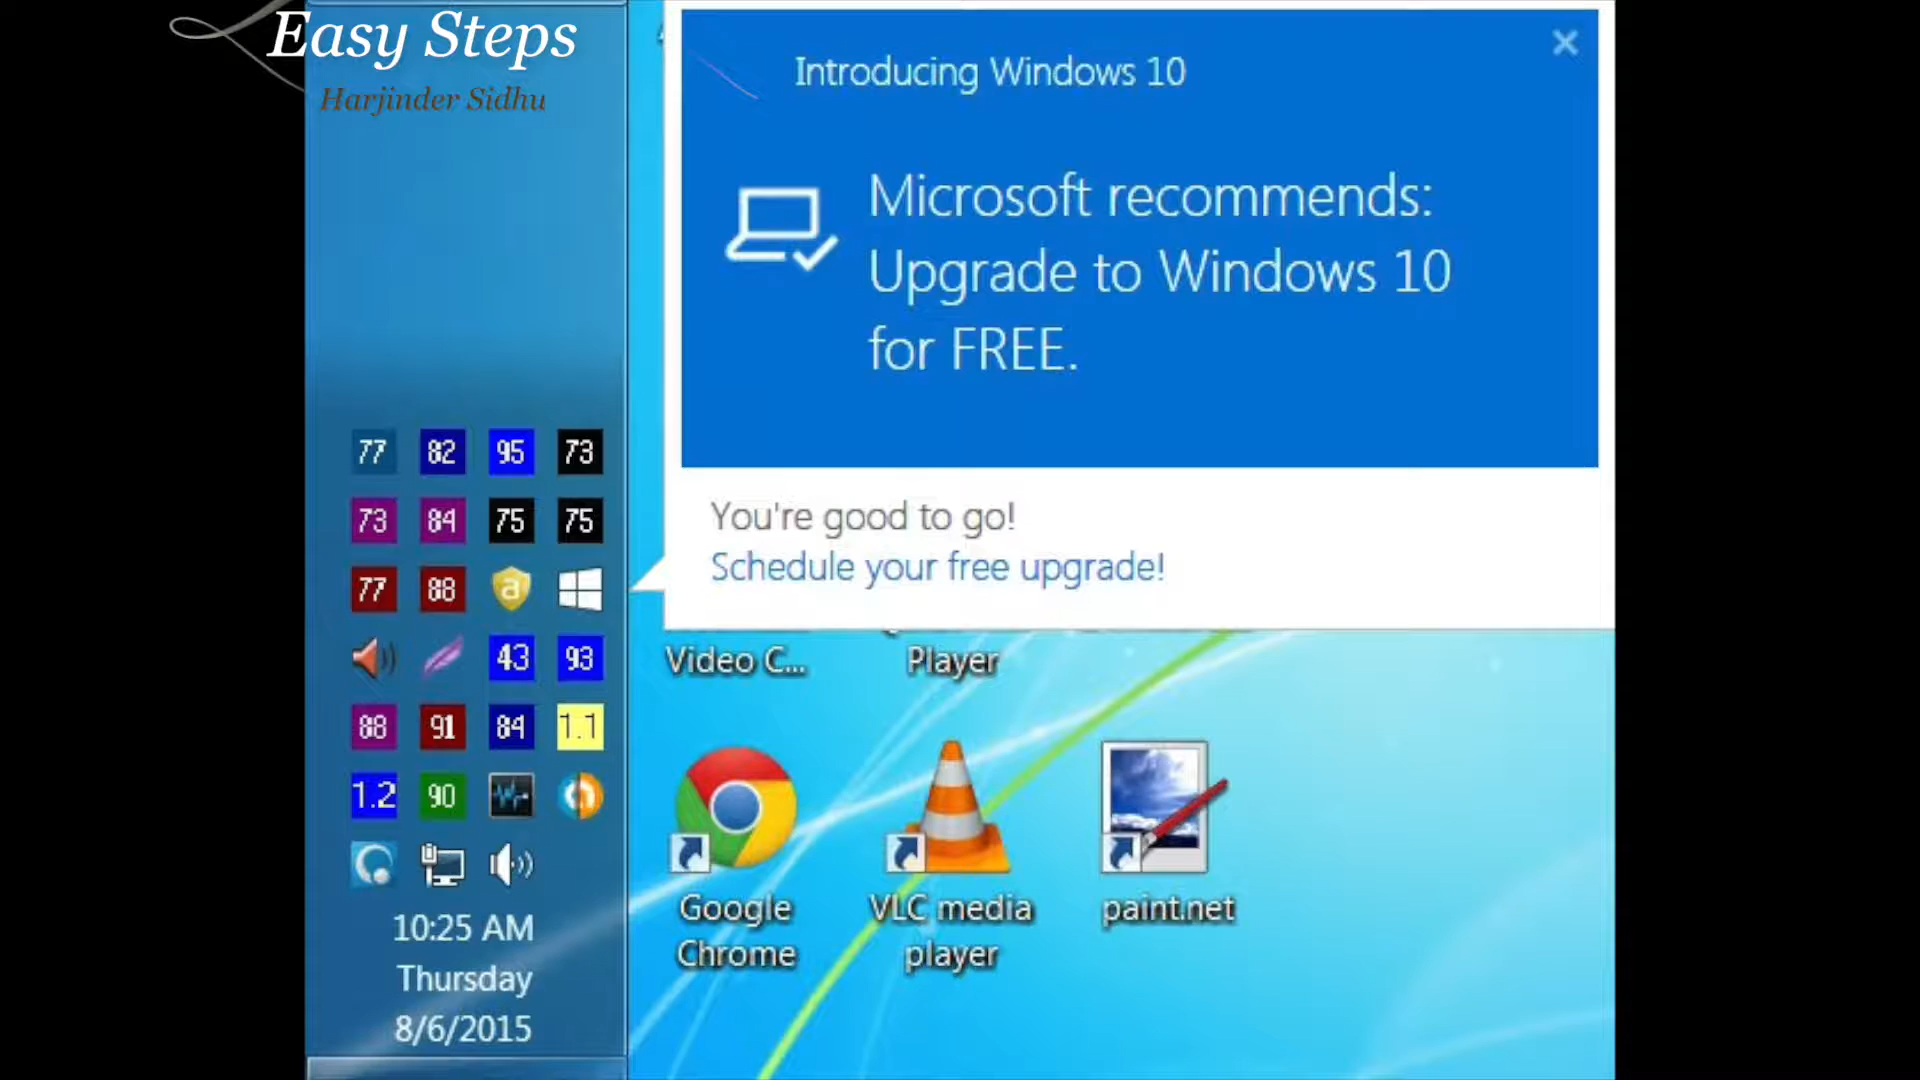 Easy Steps
Harjinder Sidhu
Introducing Windows 10
Microsoft recommends:
Upgrade to Windows 10
for FREE.
You're good to go!
Schedule your free upgrade!
77 82 95 73
73 84 75 75
77 88 a
43 93
88 91 84 1.1
1.2 90
10:25 AM
Thursday
8/6/2015
Video C...
Player
Google
Chrome
VLC media
player
paint.net